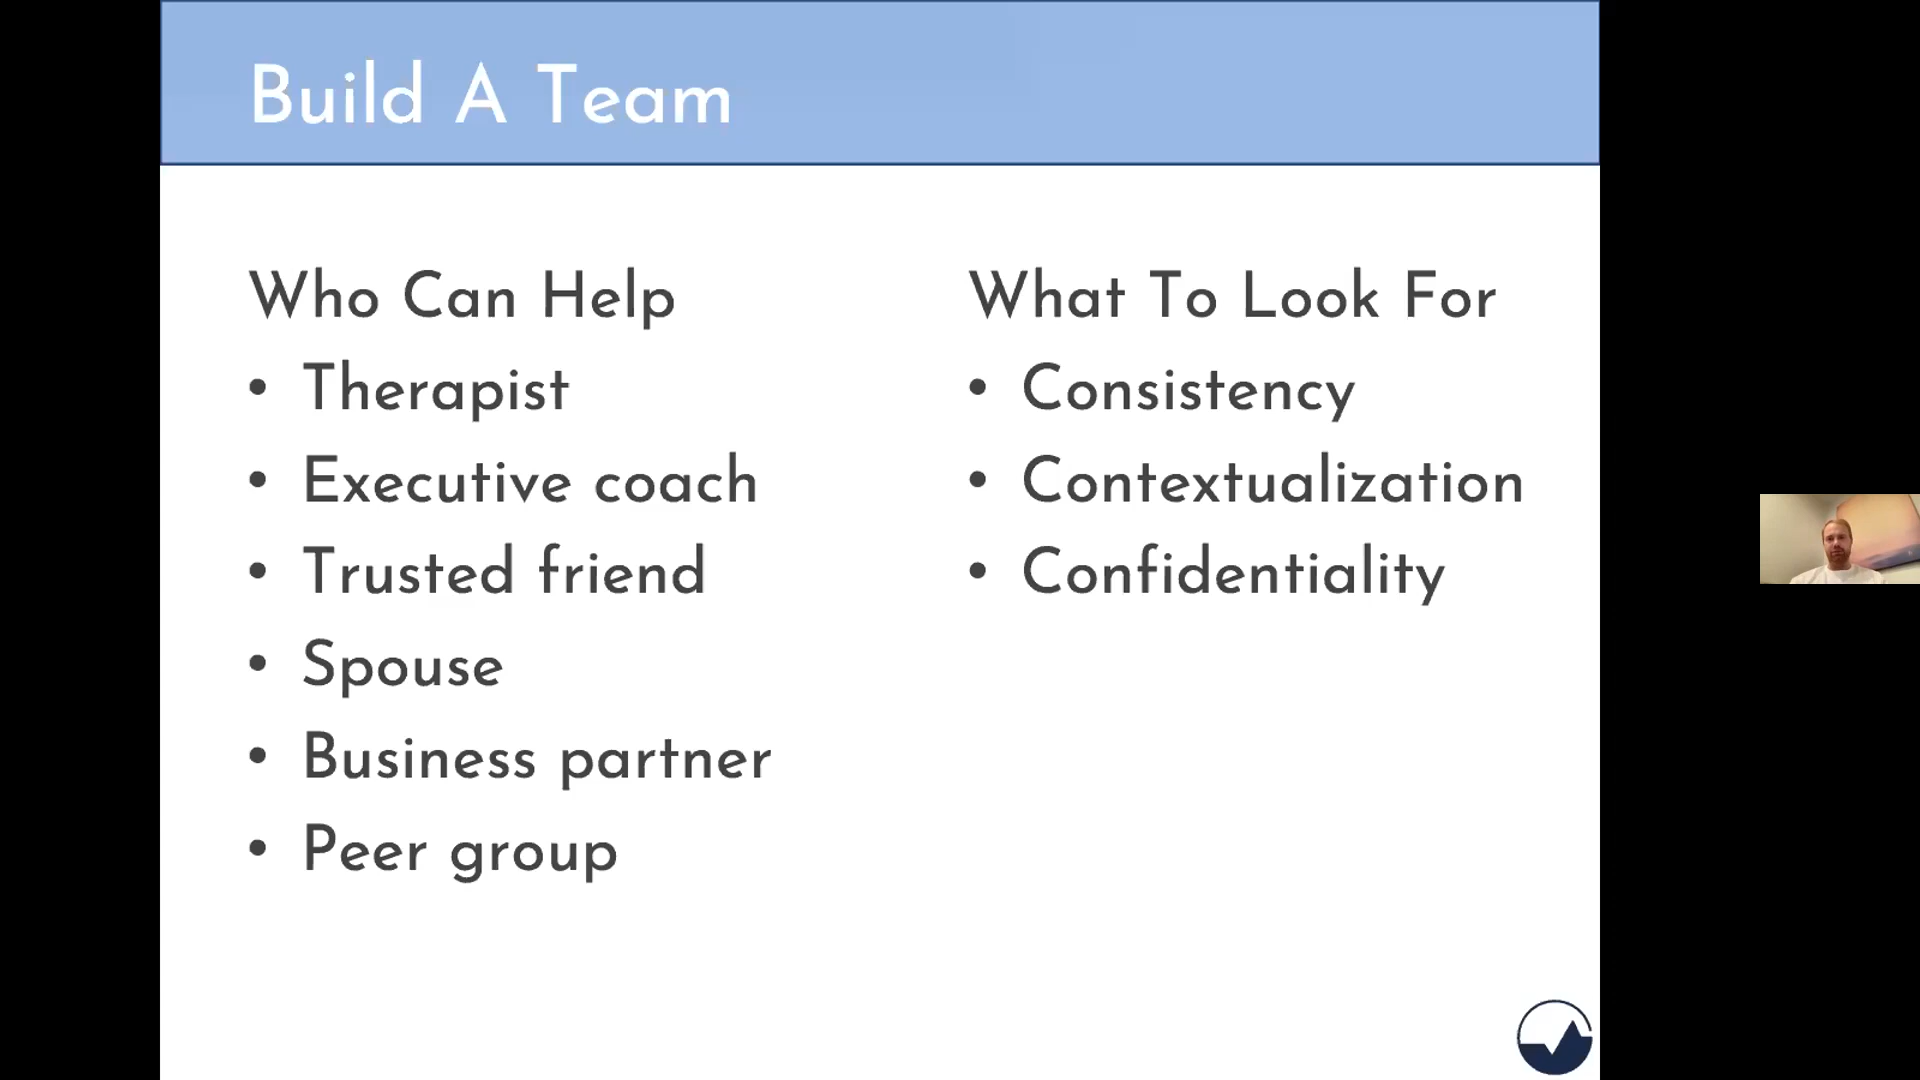 Build A Team
Who Can Help
• Therapist
• Executive coach
• Trusted friend
• Spouse
• Business partner
• Peer group
What To Look For
• Consistency
• Contextualization
• Confidentiality